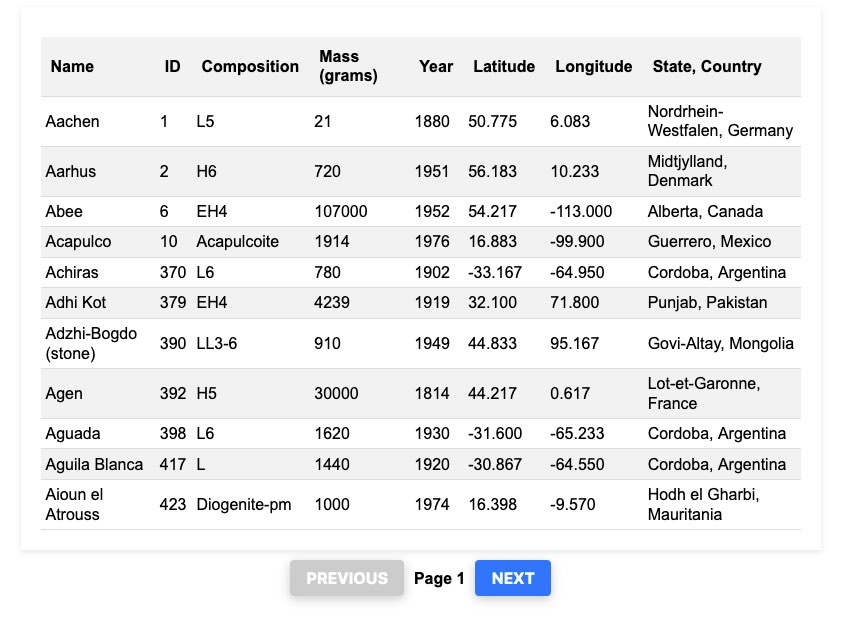 Name ID Composition Mass (grams) Year Latitude Longitude State, Country
Aachen 1 L5 21 1880 50.775 6.083 Nordrhein-Westfalen, Germany
Aarhus 2 H6 720 1951 56.183 10.233 Midtjylland, Denmark
Abee 6 EH4 107000 1952 54.217 -113.000 Alberta, Canada
Acapulco 10 Acapulcoite 1914 1976 16.883 -99.900 Guerrero, Mexico
Achiras 370 L6 780 1902 -33.167 -64.950 Cordoba, Argentina
Adhi Kot 379 EH4 4239 1919 32.100 71.800 Punjab, Pakistan
Adzhi-Bogdo (stone) 390 LL3-6 910 1949 44.833 95.167 Govi-Altay, Mongolia
Agen 392 H5 30000 1814 44.217 0.617 Lot-et-Garonne, France
Aguada 398 L6 1620 1930 -31.600 -65.233 Cordoba, Argentina
Aguila Blanca 417 L 1440 1920 -30.867 -64.550 Cordoba, Argentina
Aioun el Atrouss 423 Diogenite-pm 1000 1974 16.398 -9.570 Hodh el Gharbi, Mauritania
PREVIOUS Page 1 NEXT